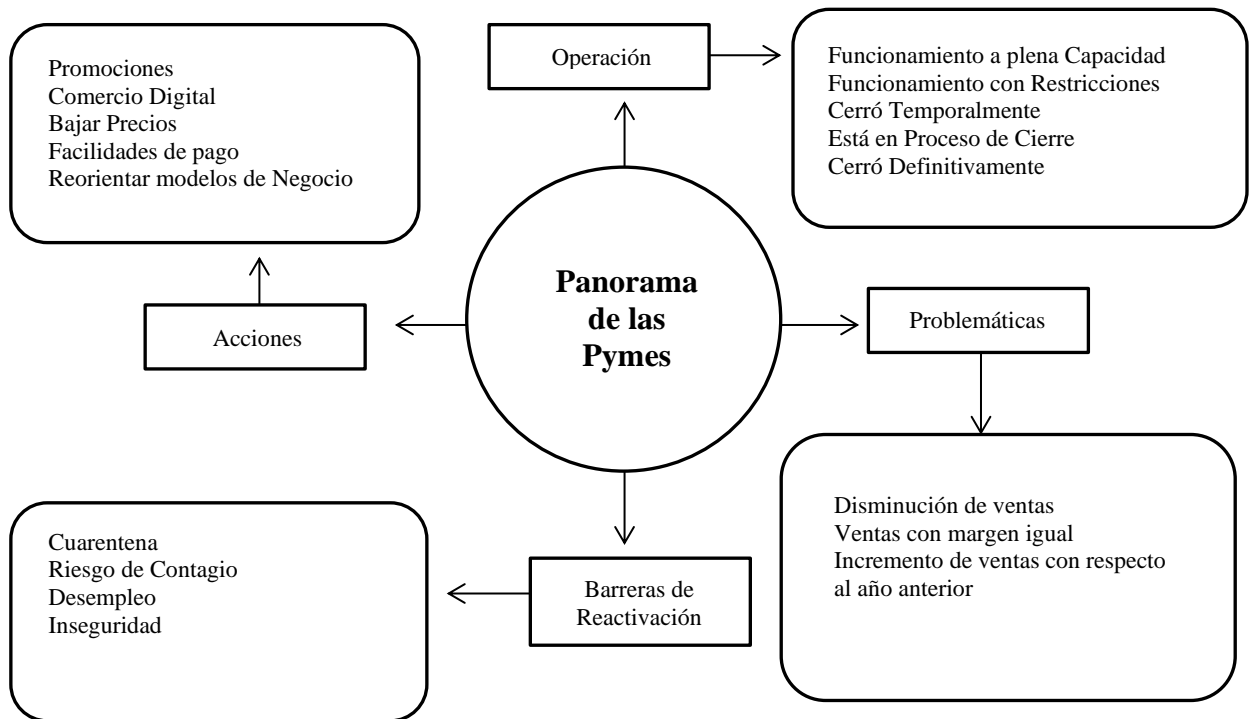 Promociones
Comercio Digital
Bajar Precios
Facilidades de pago
Reorientar modelos de Negocio
Operación
Funcionamiento a plena Capacidad
Funcionamiento con Restricciones
Cerró Temporalmente
Está en Proceso de Cierre
Cerró Definitivamente
Acciones
Panorama
de las
Pymes
Problemáticas
Cuarentena
Riesgo de Contagio
Desempleo
Inseguridad
Barreras de
Reactivación
Disminución de ventas
Ventas con margen igual
Incremento de ventas con respecto
al año anterior